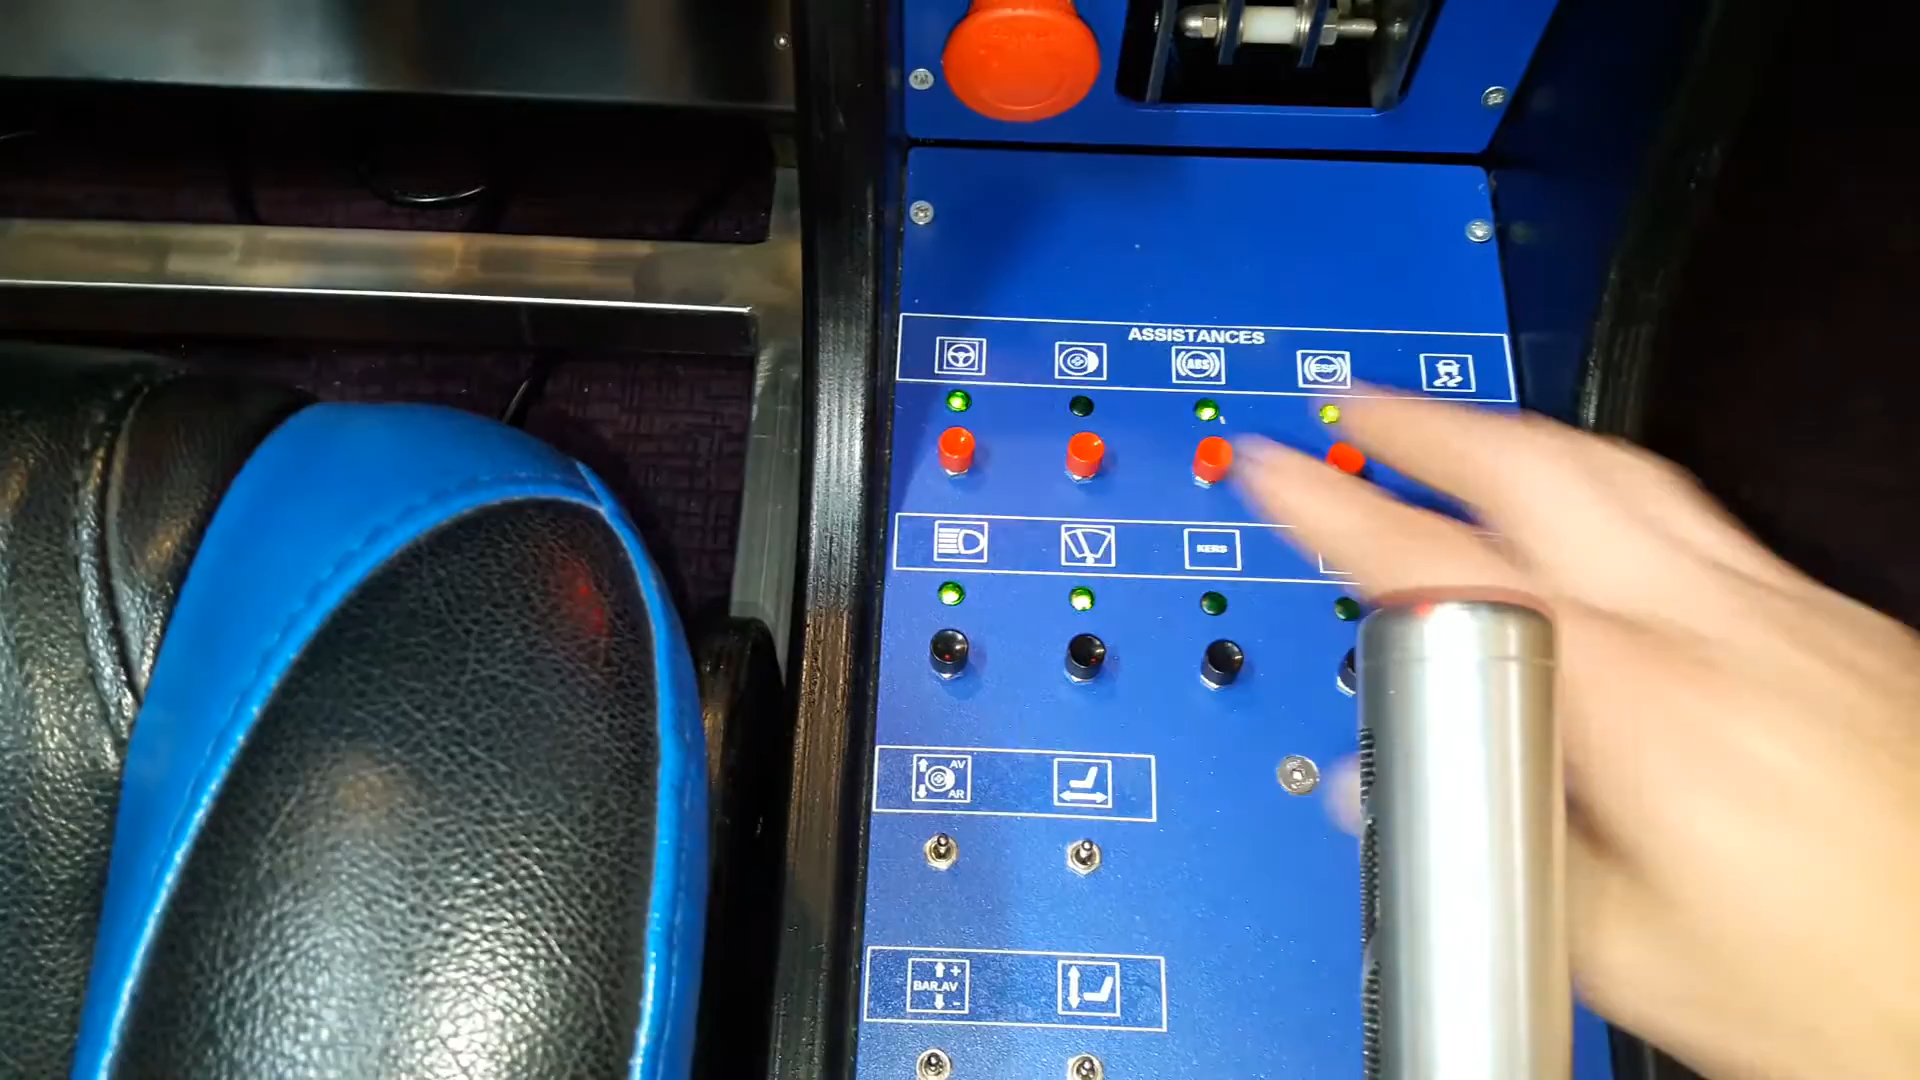 ASSISTANCES
ABS
ESP
KERS
AV
AR
BAR.AV + -